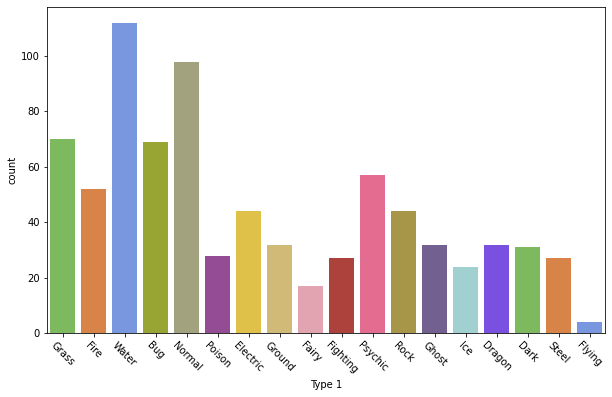 count
100
80
60
40
20
0
Grass
Fire
Water
Bug
Normal
Poison
Electric
Ground
Fairy
Fighting
Psychic
Rock
Ghost
Ice
Dragon
Dark
Steel
Flying
Type 1